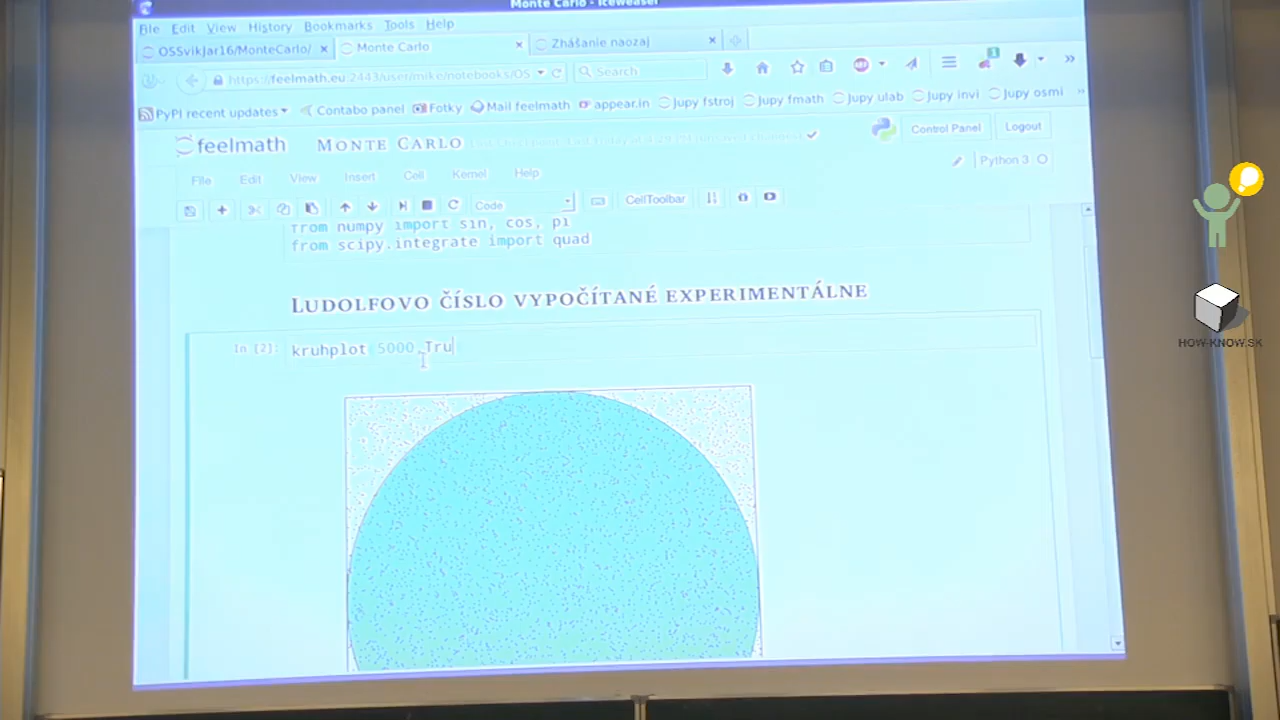 Monte Carlo - Iceweasel
File Edit View History Bookmarks Tools Help
OSSvikJar16/MonteCarlo/ Monte Carlo Zhášanie naozaj
https://feelmath.eu:2443/user/mike/notebooks/OS Search
PyPI recent updates Contabo panel Fotky Mail feelmath appear.in Jupy fstroj Jupy fmath Jupy ulab Jupy invi Jupy osmi
feelmath MONTE CARLO Control Panel Logout
File Edit View Insert Cell Kernel Help Python 3
Code CellToolbar
from numpy import sin, cos, pi
from scipy.integrate import quad
LUDOLFOVO ČÍSLO VYPOČÍTANÉ EXPERIMENTÁLNE
In [2]: kruhplot 5000,Tru
HOW-KNOW.SK